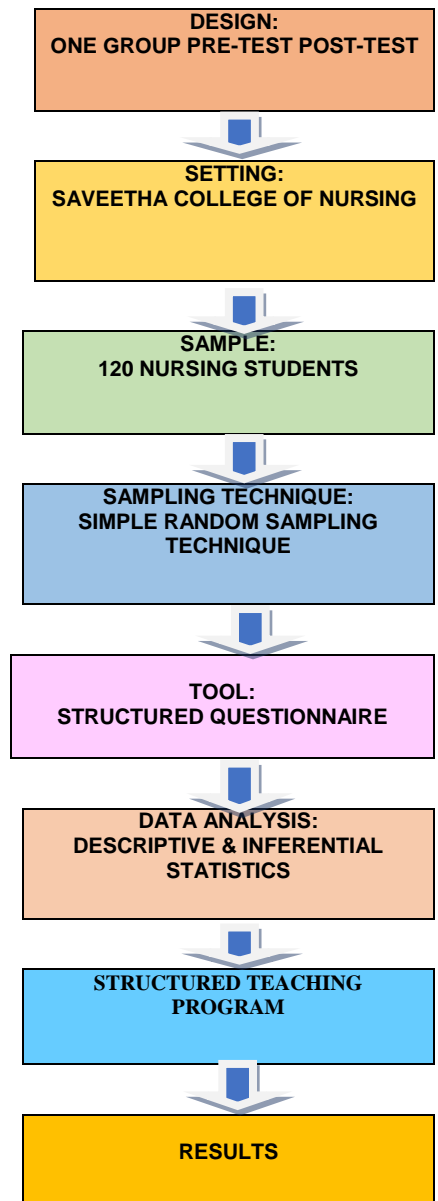 DESIGN:
ONE GROUP PRE-TEST POST-TEST
SETTING:
SAVEETHA COLLEGE OF NURSING
SAMPLE:
120 NURSING STUDENTS
SAMPLING TECHNIQUE:
SIMPLE RANDOM SAMPLING
TECHNIQUE
TOOL:
STRUCTURED QUESTIONNAIRE
DATA ANALYSIS:
DESCRIPTIVE & INFERENTIAL
STATISTICS
STRUCTURED TEACHING
PROGRAM
RESULTS